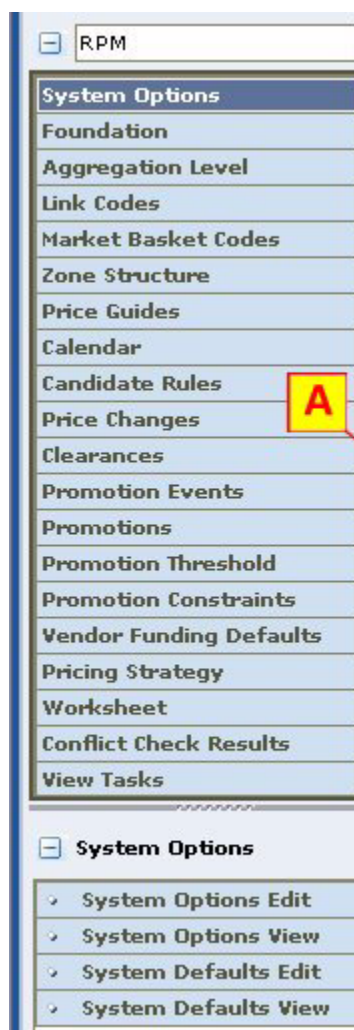 RPM
System Options
Foundation
Aggregation Level
Link Codes
Market Basket Codes
Zone Structure
Price Guides
Calendar
Candidate Rules
A
Price Changes
Clearances
Promotion Events
Promotions
Promotion Threshold
Promotion Constraints
Vendor Funding Defaults
Pricing Strategy
Worksheet
Conflict Check Results
View Tasks
System Options
System Options Edit
System Options View
System Defaults Edit
System Defaults View